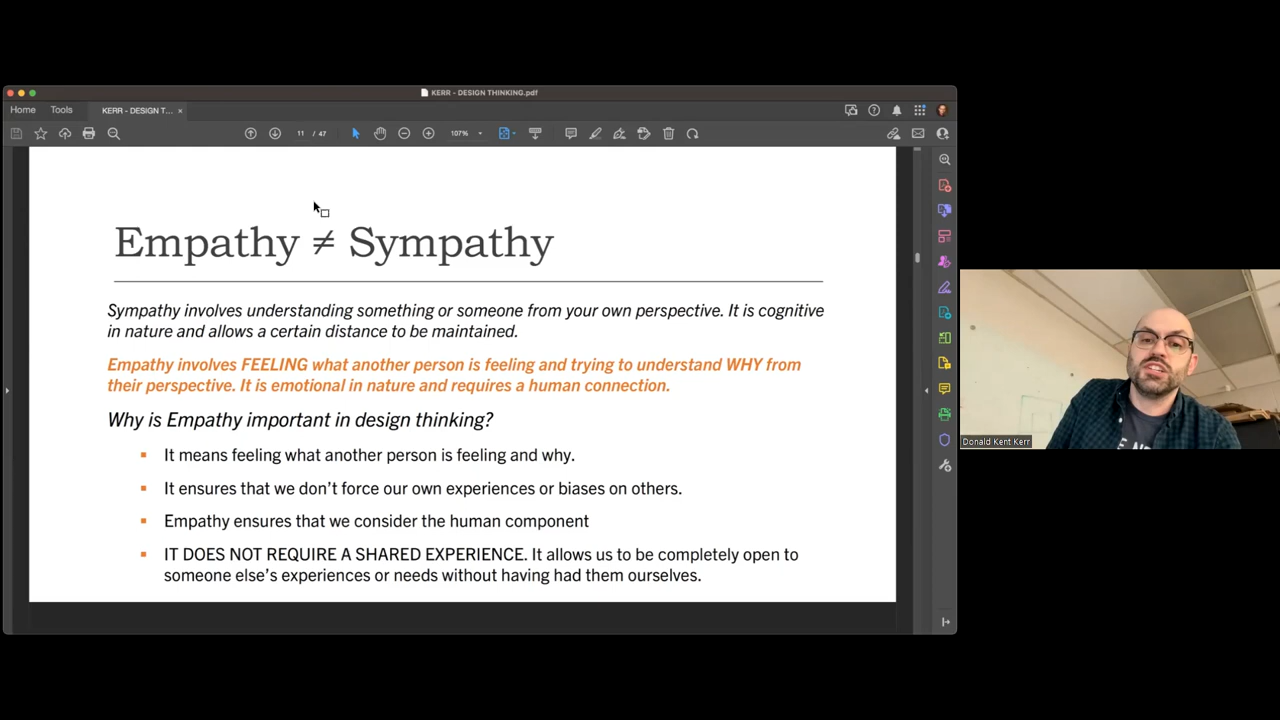 KERR - DESIGN THINKING.pdf
Home
Tools
KERR - DESIGN T...
×
11 / 47
107%
Empathy ≠ Sympathy
Sympathy involves understanding something or someone from your own perspective. It is cognitive
in nature and allows a certain distance to be maintained.
Empathy involves FEELING what another person is feeling and trying to understand WHY from
their perspective. It is emotional in nature and requires a human connection.
Why is Empathy important in design thinking?
▪ It means feeling what another person is feeling and why.
▪ It ensures that we don't force our own experiences or biases on others.
▪ Empathy ensures that we consider the human component
▪ IT DOES NOT REQUIRE A SHARED EXPERIENCE. It allows us to be completely open to
someone else's experiences or needs without having had them ourselves.
Donald Kent Kerr